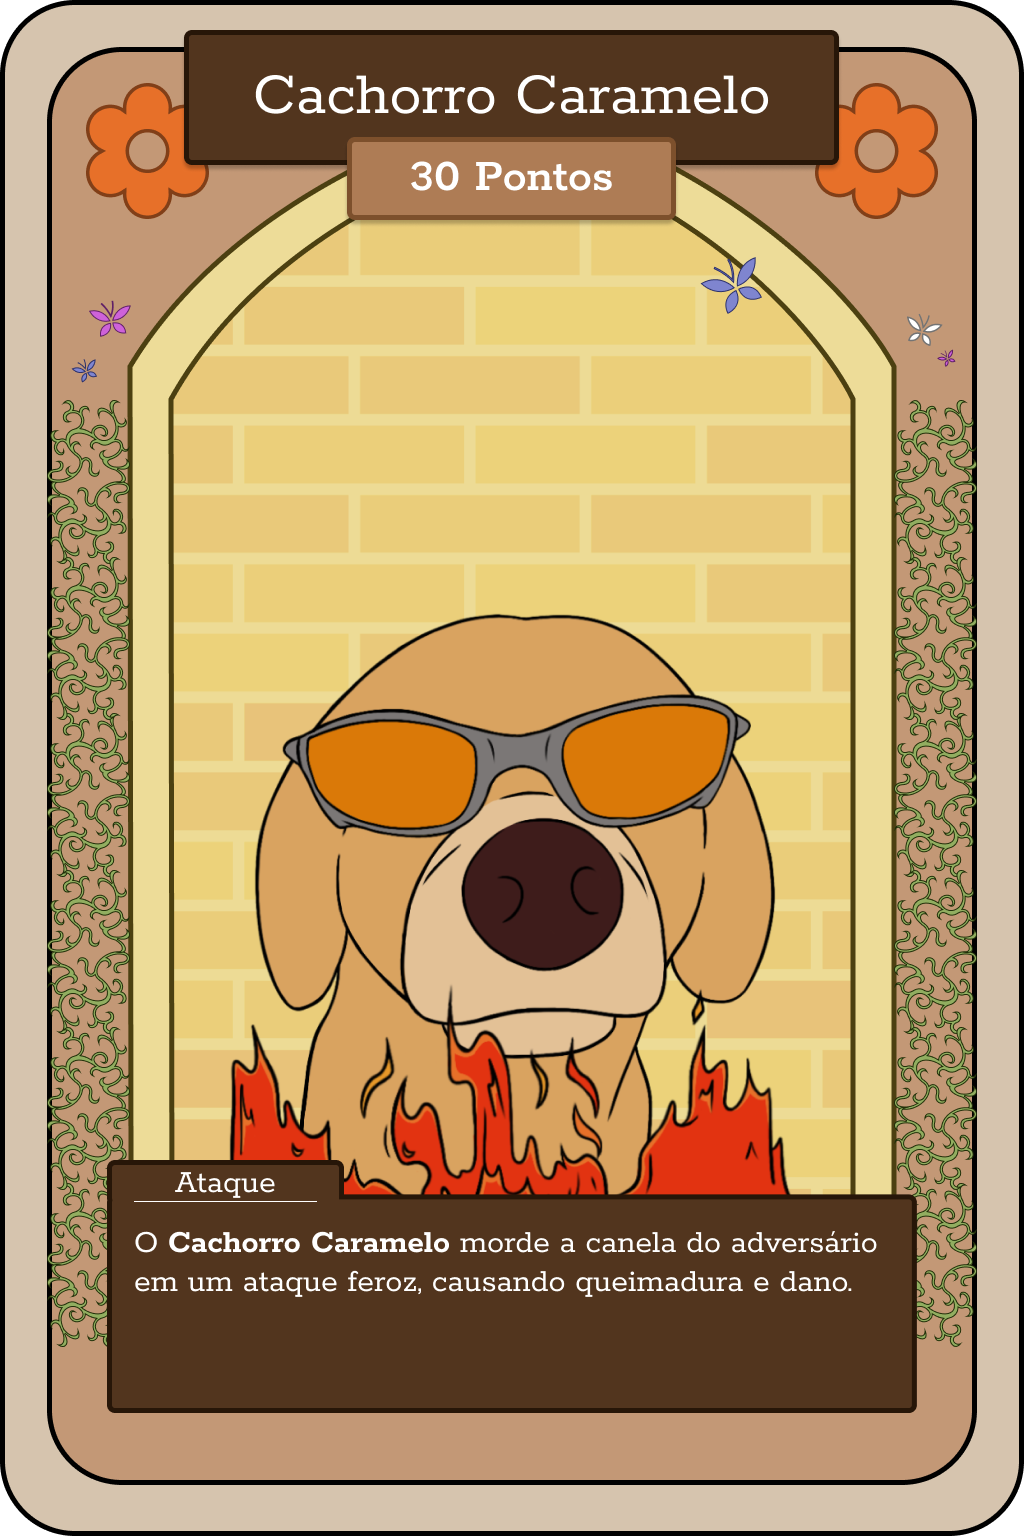 Cachorro Caramelo
30 Pontos
Ataque
O Cachorro Caramelo morde a canela do adversário
em um ataque feroz, causando queimadura e dano.